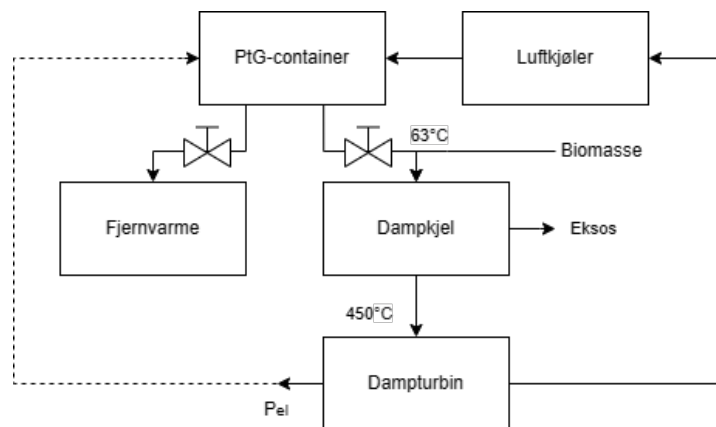 PtG-container
Luftkjøler
63°C
Biomasse
Fjernvarme
Dampkjel
Eksos
450°C
Dampturbin
Pel